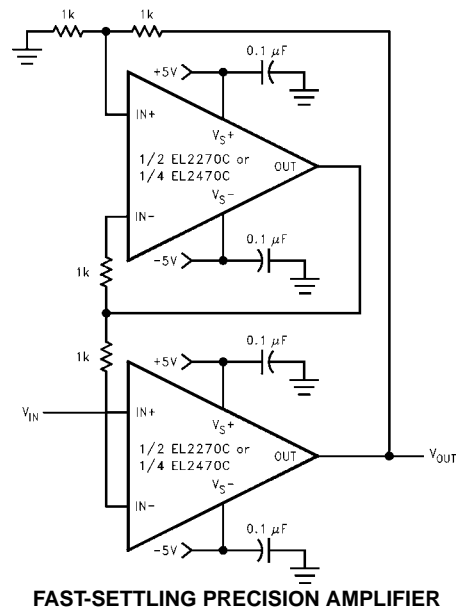 1k 1k
0.1 µF
+5V
IN+
V_S+
1/2 EL2270C or
1/4 EL2470C
OUT
V_S-
IN-
0.1 µF
1k
-5V
1k
0.1 µF
+5V
V_IN
IN+
V_S+
1/2 EL2270C or
1/4 EL2470C
OUT
V_OUT
V_S-
IN-
0.1 µF
-5V
FAST-SETTLING PRECISION AMPLIFIER